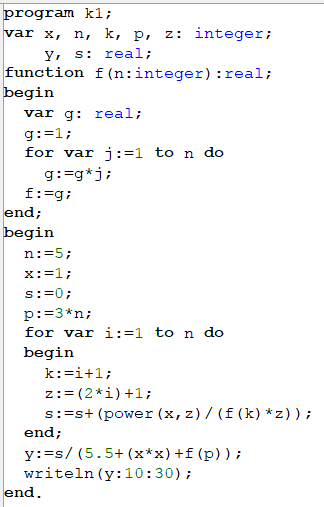 program k1;
var x, n, k, p, z: integer;
    y, s: real;
function f(n:integer):real;
begin
  var g: real;
  g:=1;
  for var j:=1 to n do
    g:=g*j;
  f:=g;
end;
begin
  n:=5;
  x:=1;
  s:=0;
  p:=3*n;
  for var i:=1 to n do
  begin
    k:=i+1;
    z:=(2*i)+1;
    s:=s+(power(x,z)/(f(k)*z));
  end;
  y:=s/(5.5+(x*x)+f(p));
  writeln(y:10:30);
end.